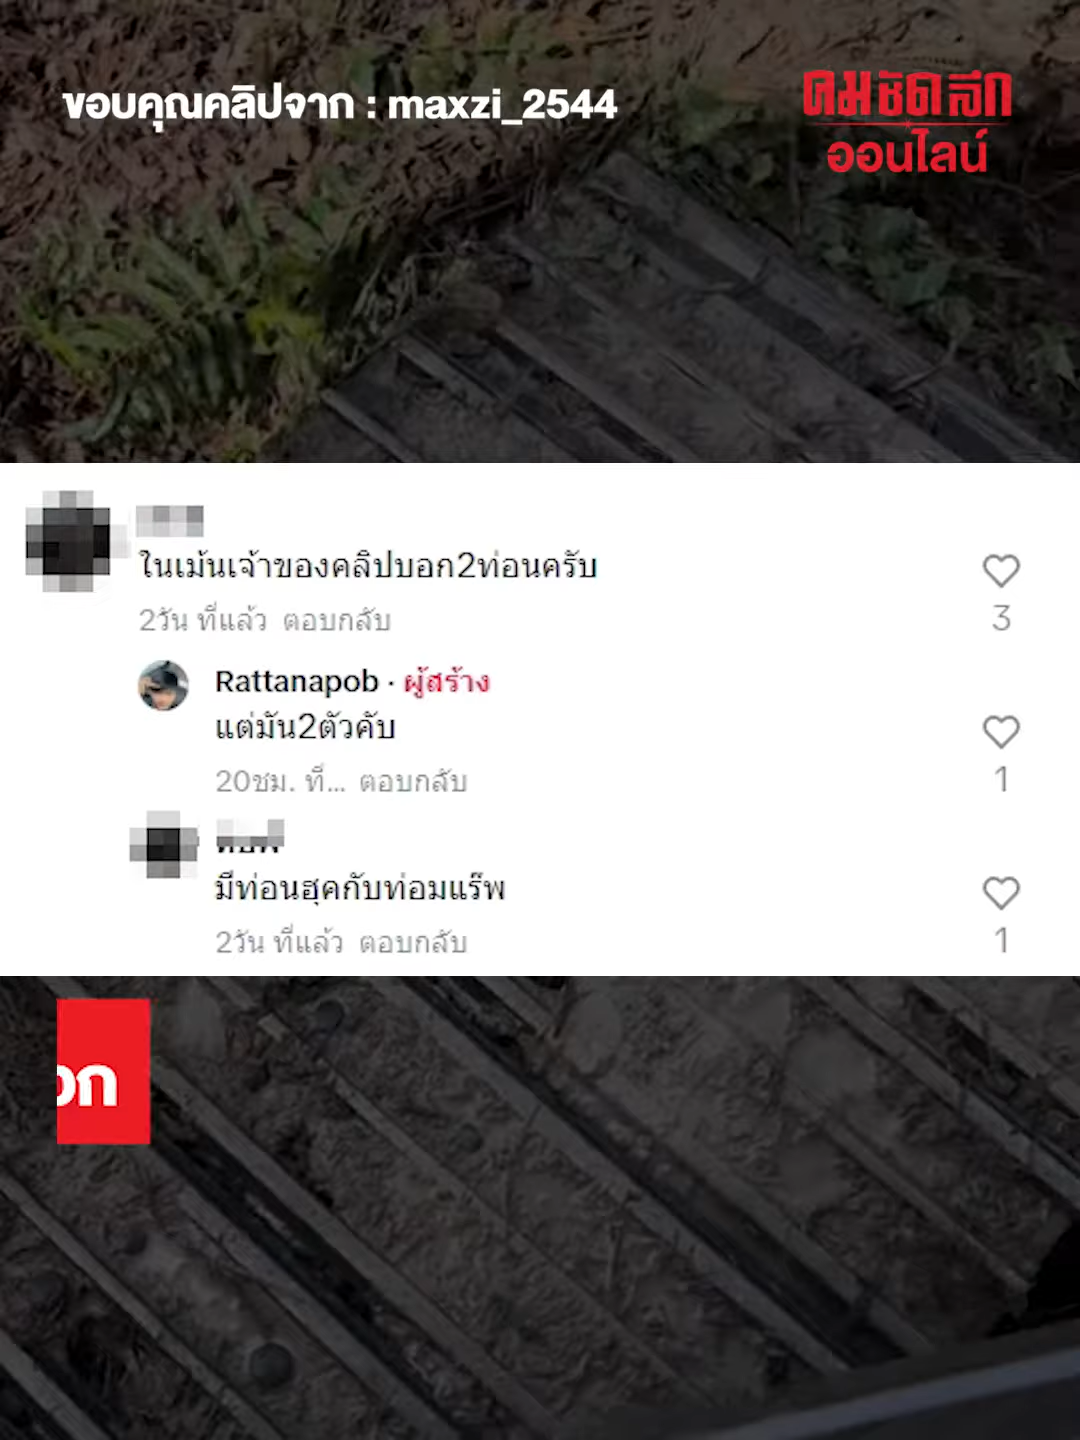 ขอบคุณคลิปจาก : maxzi_2544
คมชัดลึก
ออนไลน์
ในเม้นเจ้าของคลิปบอก2ท่อนครับ
2วัน ที่แล้ว ตอบกลับ
3
Rattanapob · ผู้สร้าง
แต่มัน2ตัวคับ
20ชม. ที่... ตอบกลับ
1
มีท่อนฮุคกับท่อมแร๊พ
2วัน ที่แล้ว ตอบกลับ
1